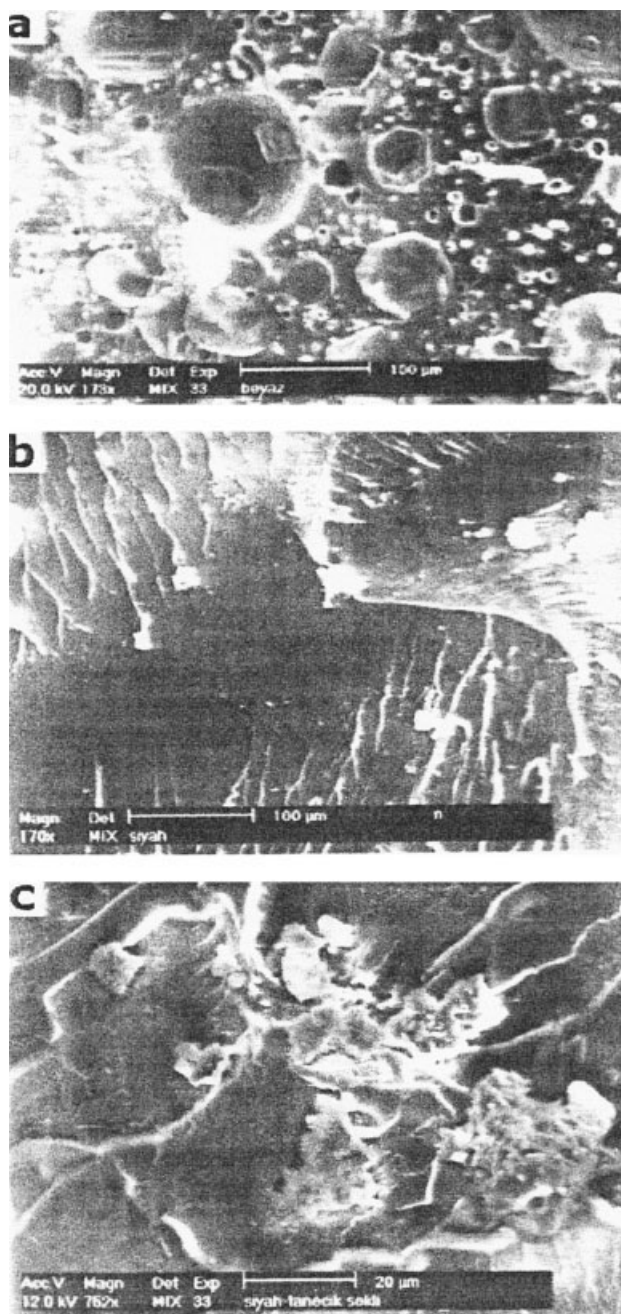 a
Acc.V Magn Det Exp 100 µm
20.0 kV 173x MIX 33 beyaz
b
Magn Det 100 µm n
170x MIX siyah
c
Acc.V Magn Det Exp 20 µm
12.0 kV 752x MIX 33 siyah-tanecik sekli